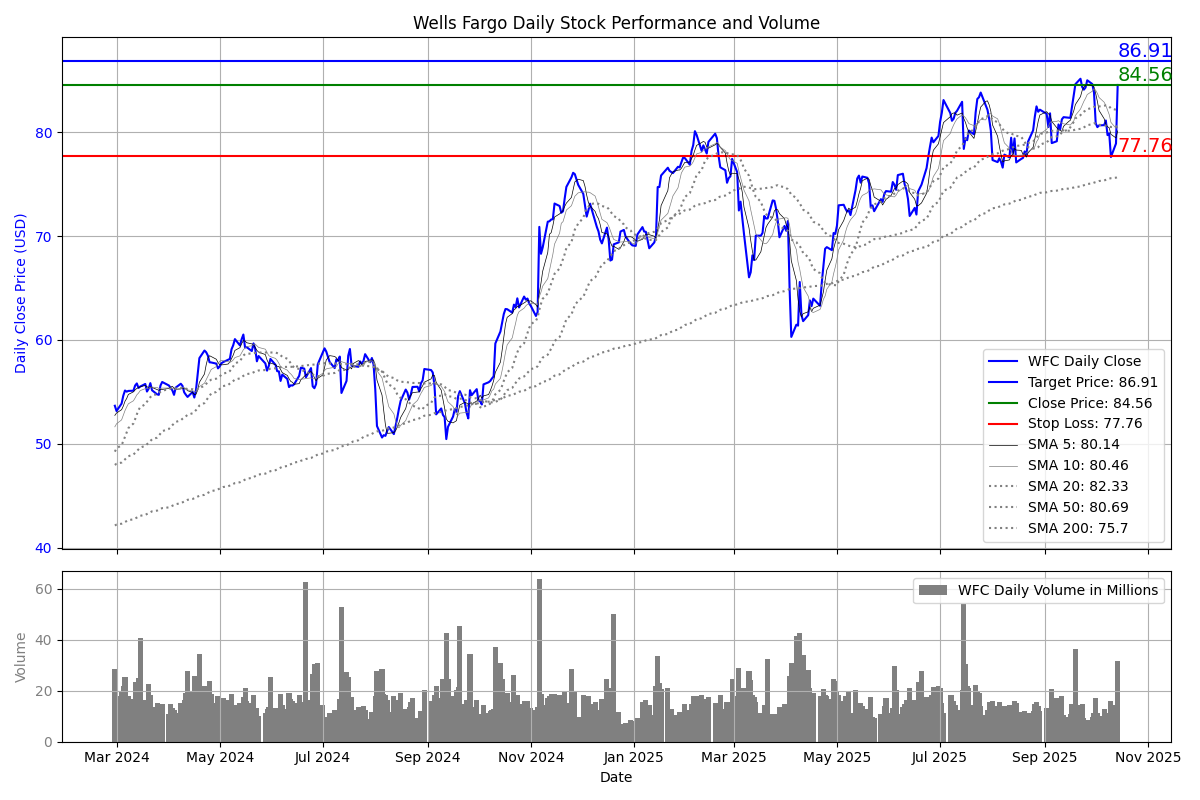 Wells Fargo Daily Stock Performance and Volume
86.91
84.56
77.76
80
70
60
50
40
Daily Close Price (USD)
WFC Daily Close
Target Price: 86.91
Close Price: 84.56
Stop Loss: 77.76
SMA 5: 80.14
SMA 10: 80.46
SMA 20: 82.33
SMA 50: 80.69
SMA 200: 75.7
60
40
20
0
Volume
WFC Daily Volume in Millions
Mar 2024 May 2024 Jul 2024 Sep 2024 Nov 2024 Jan 2025 Mar 2025 May 2025 Jul 2025 Sep 2025 Nov 2025
Date